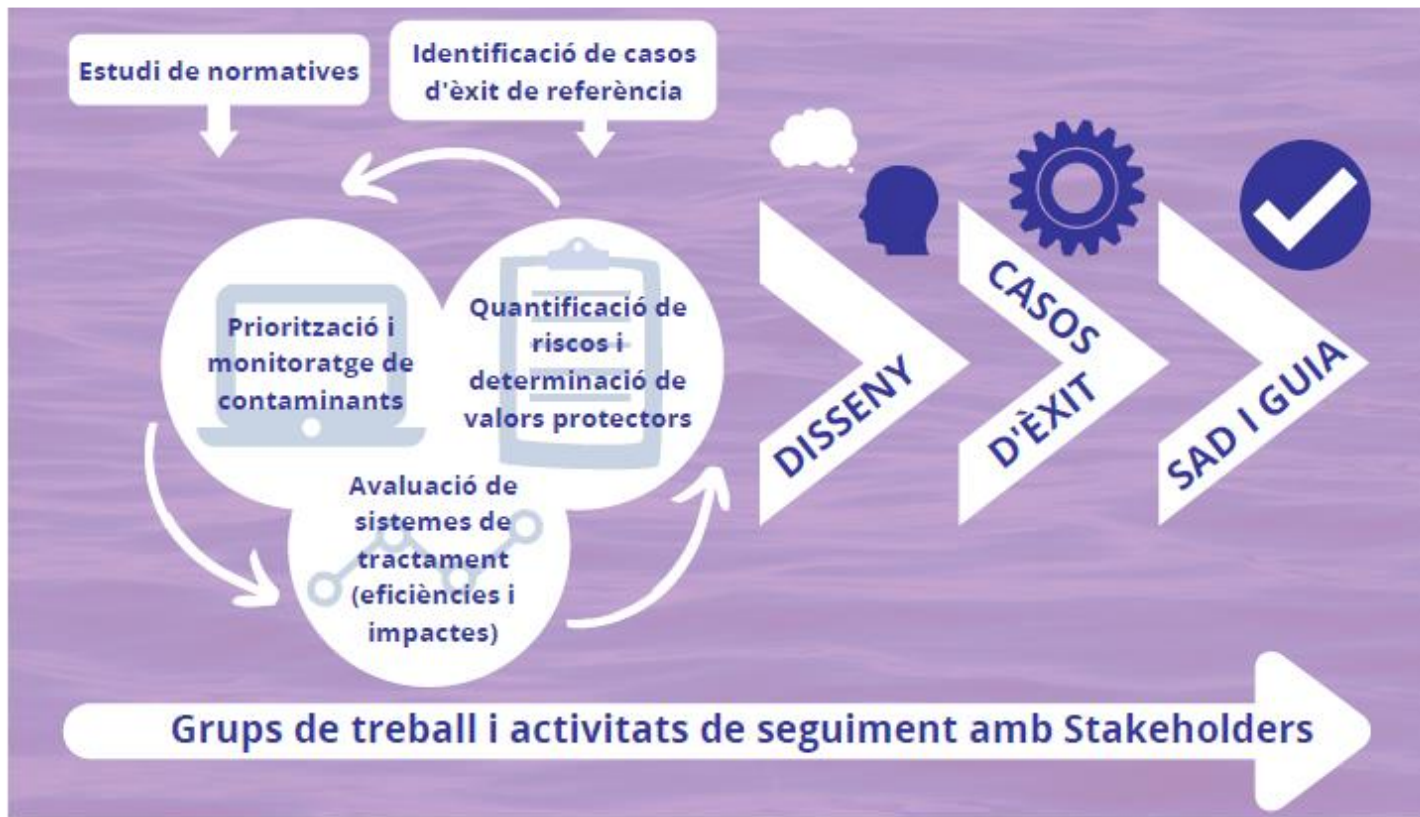 Estudi de normatives
Identificació de casos
d'èxit de referència
Priorització i
monitoratge de
contaminants
Quantificació de
riscos i
determinació de
valors protectors
Avaluació de
sistemes de
tractament
(eficiències i
impactes)
DISSENY
CASOS
D'ÈXIT
SAD I GUIA
Grups de treball i activitats de seguiment amb Stakeholders